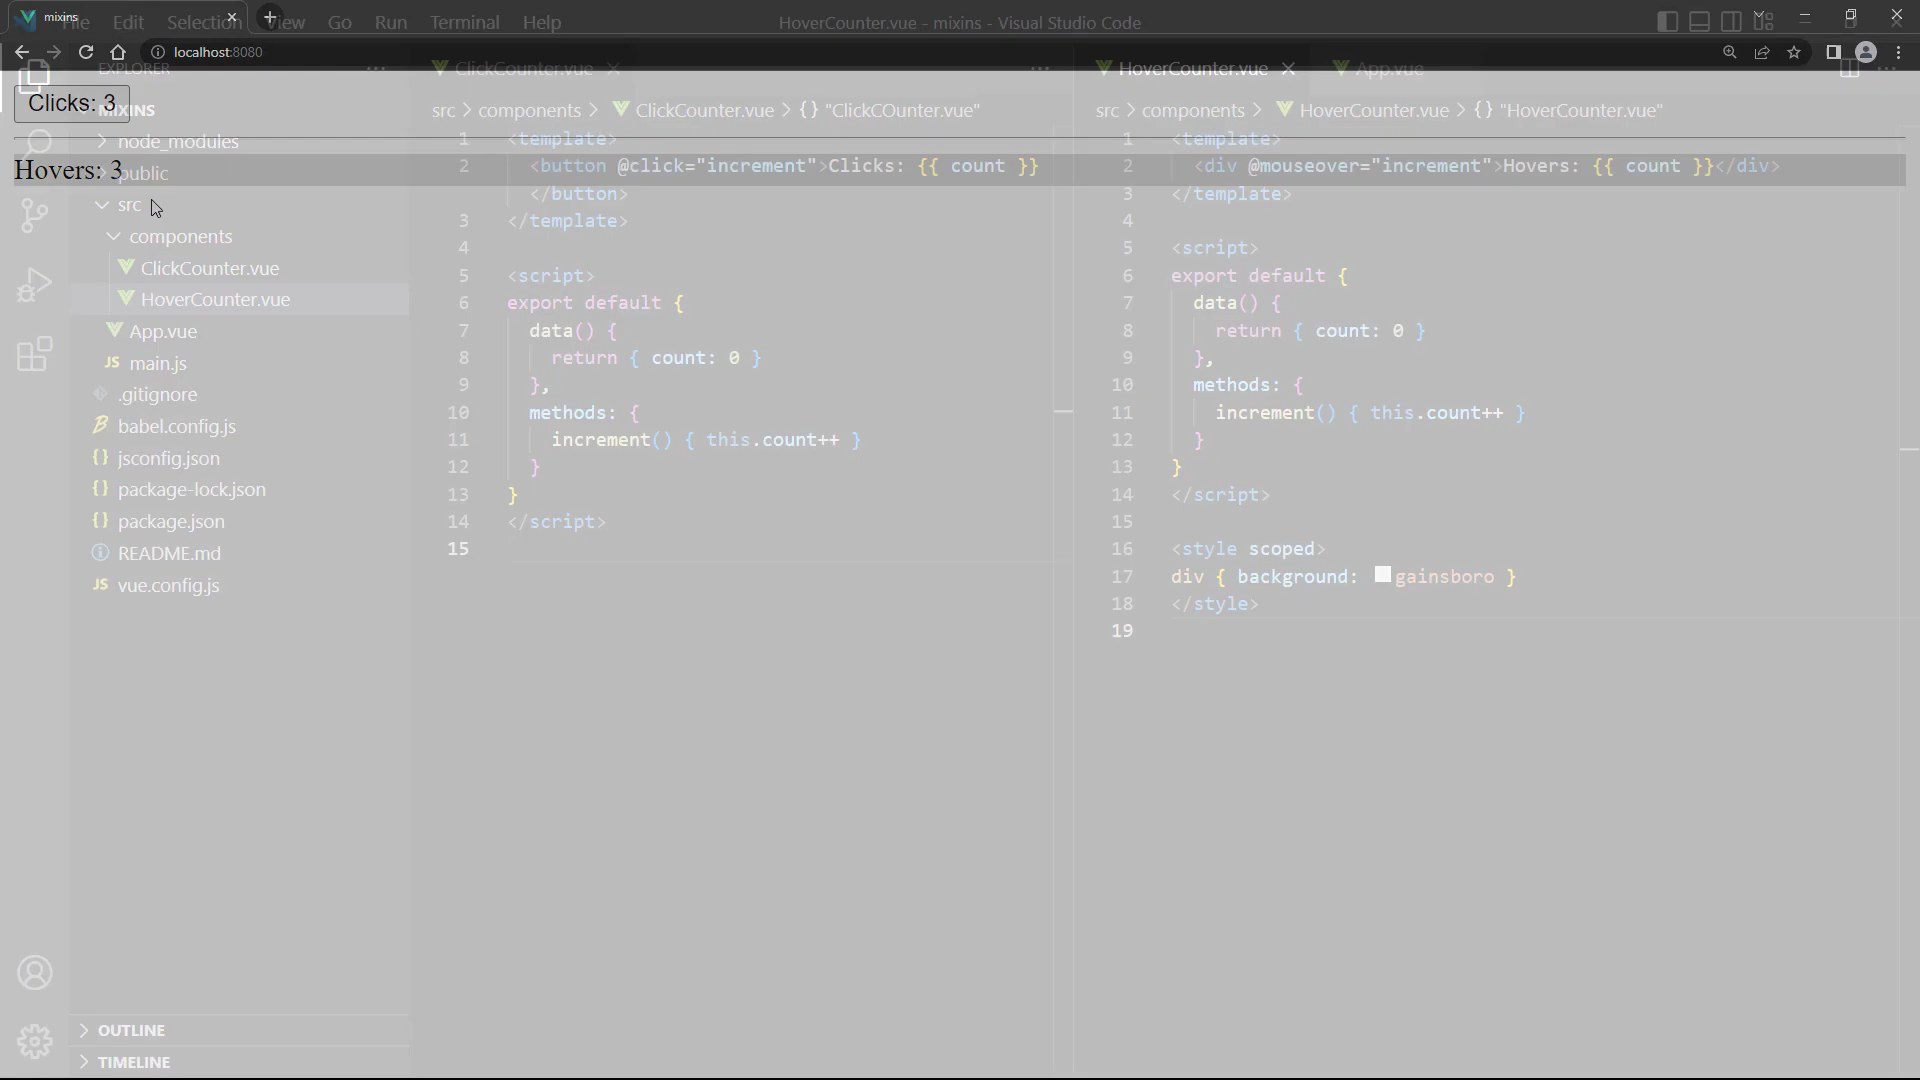 mixins
File Edit Selection View Go Run Terminal Help
HoverCounter.vue - mixins - Visual Studio Code
localhost:8080
EXPLORER
Clicks: 3
Hovers: 3
MIXINS
node_modules
public
src
components
ClickCounter.vue
HoverCounter.vue
App.vue
JS main.js
.gitignore
babel.config.js
{} jsconfig.json
{} package-lock.json
{} package.json
README.md
JS vue.config.js
OUTLINE
TIMELINE
ClickCounter.vue
src > components > ClickCounter.vue > {} "ClickCOunter.vue"
1 <template>
2 <button @click="increment">Clicks: {{ count }}
</button>
3 </template>
4
5 <script>
6 export default {
7 data() {
8 return { count: 0 }
9 },
10 methods: {
11 increment() { this.count++ }
12 }
13 }
14 </script>
15
HoverCounter.vue App.vue
src > components > HoverCounter.vue > {} "HoverCounter.vue"
1 <template>
2 <div @mouseover="increment">Hovers: {{ count }}</div>
3 </template>
4
5 <script>
6 export default {
7 data() {
8 return { count: 0 }
9 },
10 methods: {
11 increment() { this.count++ }
12 }
13 }
14 </script>
15
16 <style scoped>
17 div { background: gainsboro }
18 </style>
19